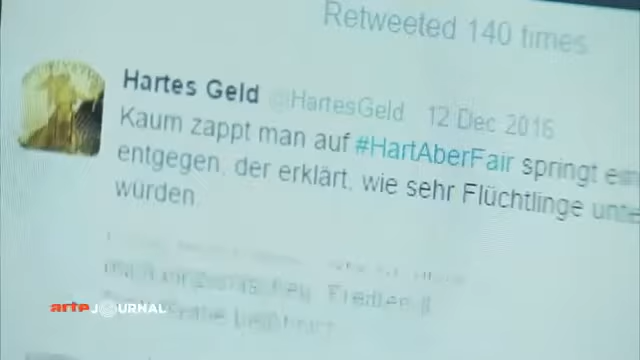 Retweeted 140 times
Hartes Geld @HartesGeld 12 Dec 2016
Kaum zappt man auf #HartAberFair springt
entgegen, der erklärt, wie sehr Flüchtlinge
würden.
arte JOURNAL